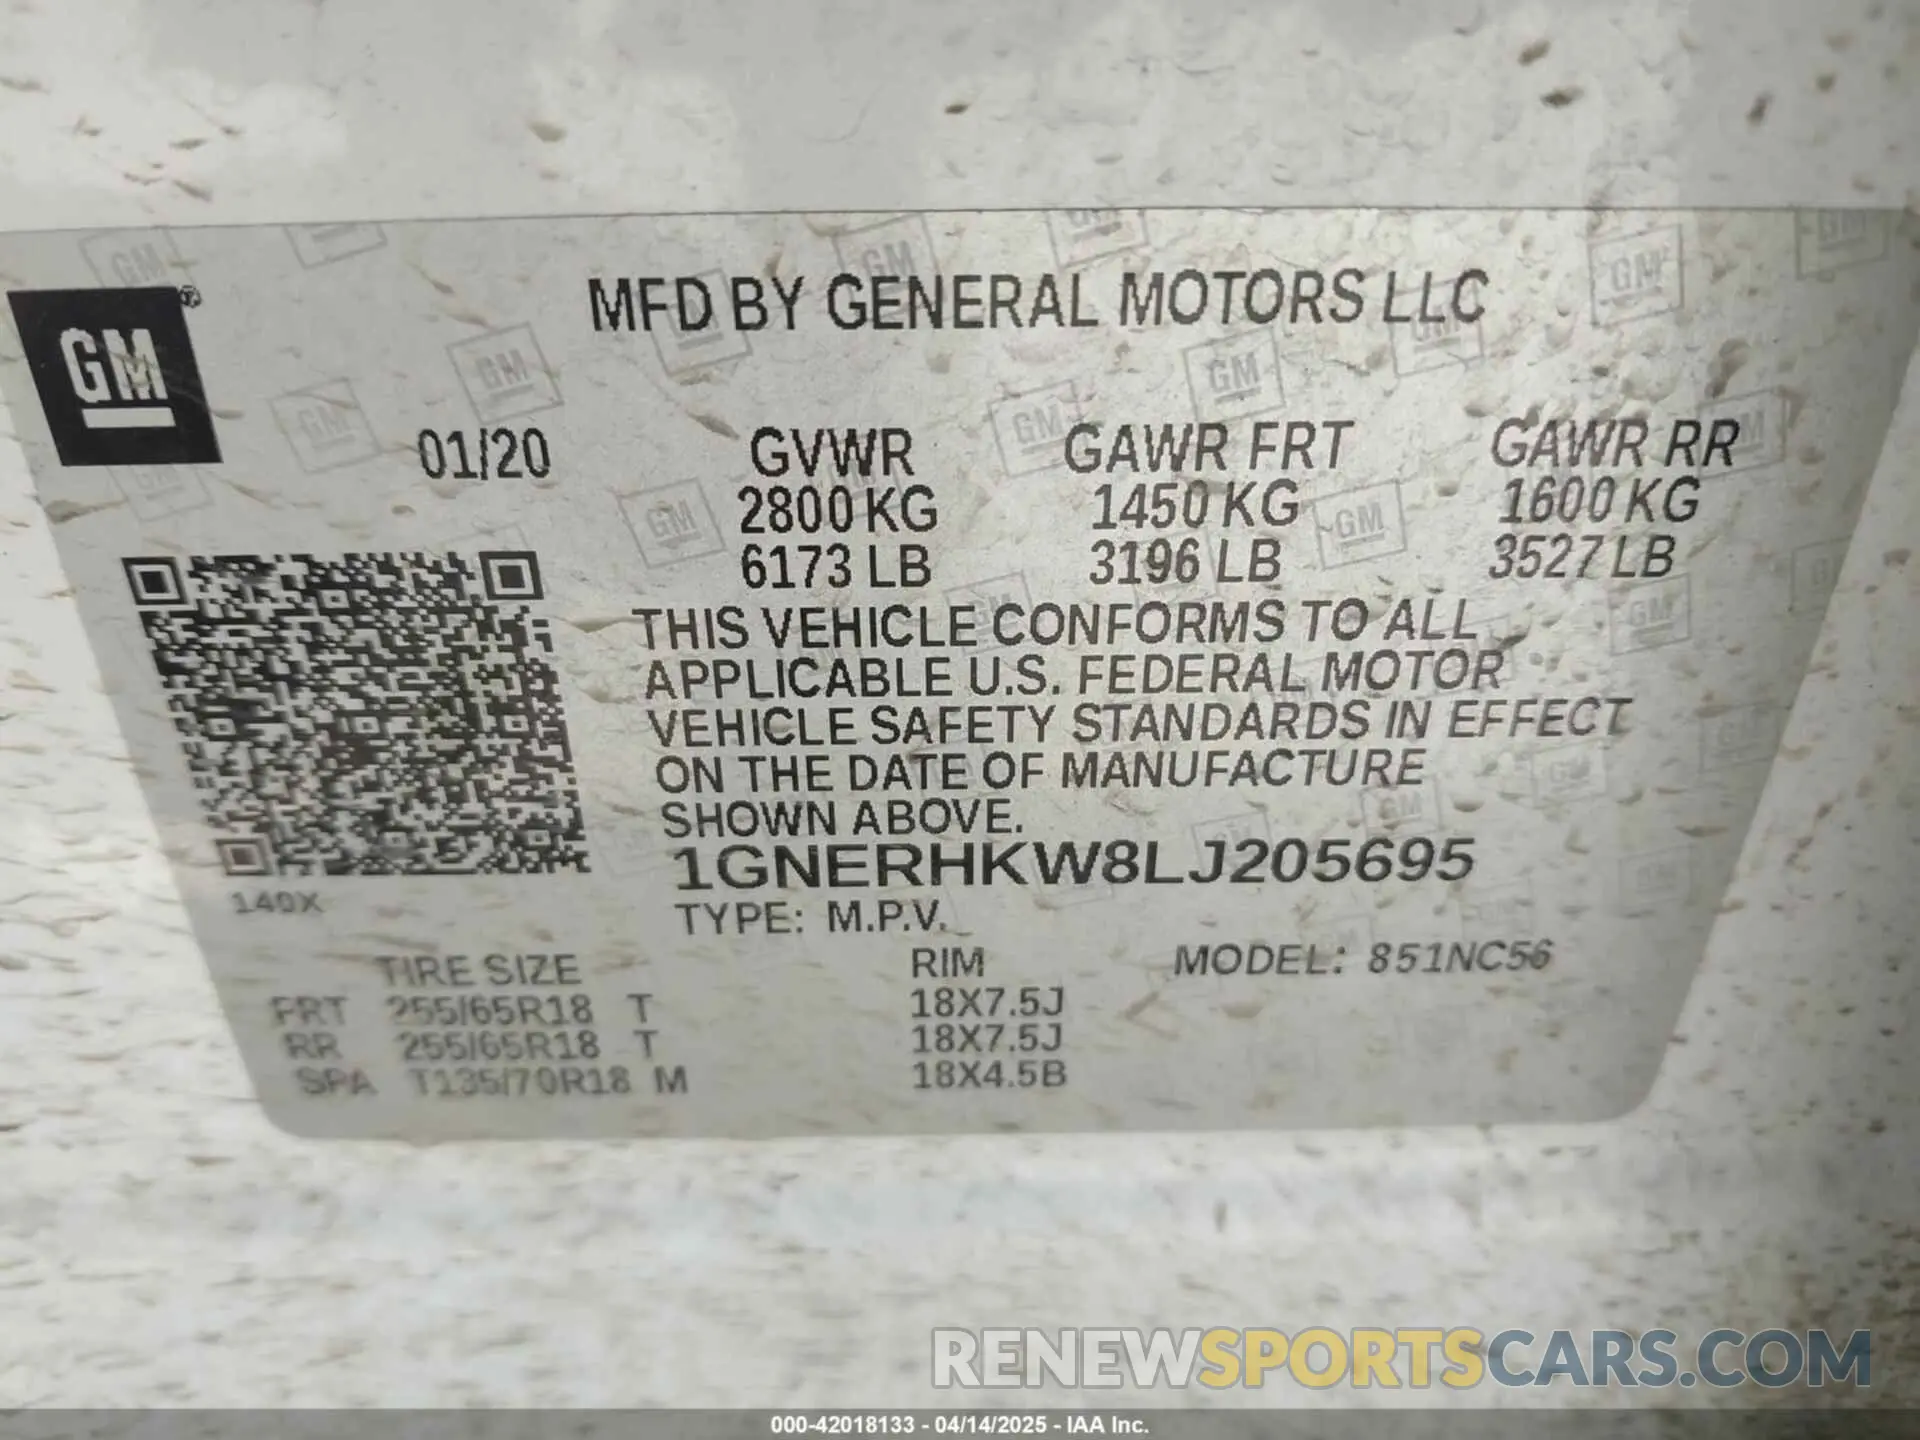 MFD BY GENERAL MOTORS LLC
GM
01/20 GVWR GAWR FRT GAWR RR
2800 KG 1450 KG 1600 KG
6173 LB 3196 LB 3527 LB
THIS VEHICLE CONFORMS TO ALL
APPLICABLE U.S. FEDERAL MOTOR
VEHICLE SAFETY STANDARDS IN EFFECT
ON THE DATE OF MANUFACTURE
SHOWN ABOVE.
1GNERHKW8LJ205695
140X
TYPE: M.P.V.
TIRE SIZE RIM MODEL: 851NC56
FRT 255/65R18 T 18X7.5J
RR 255/65R18 T 18X7.5J
SPA T135/70R18 M 18X4.5B
RENEWSPORTSCARS.COM
000-42018133 - 04/14/2025 - IAA Inc.